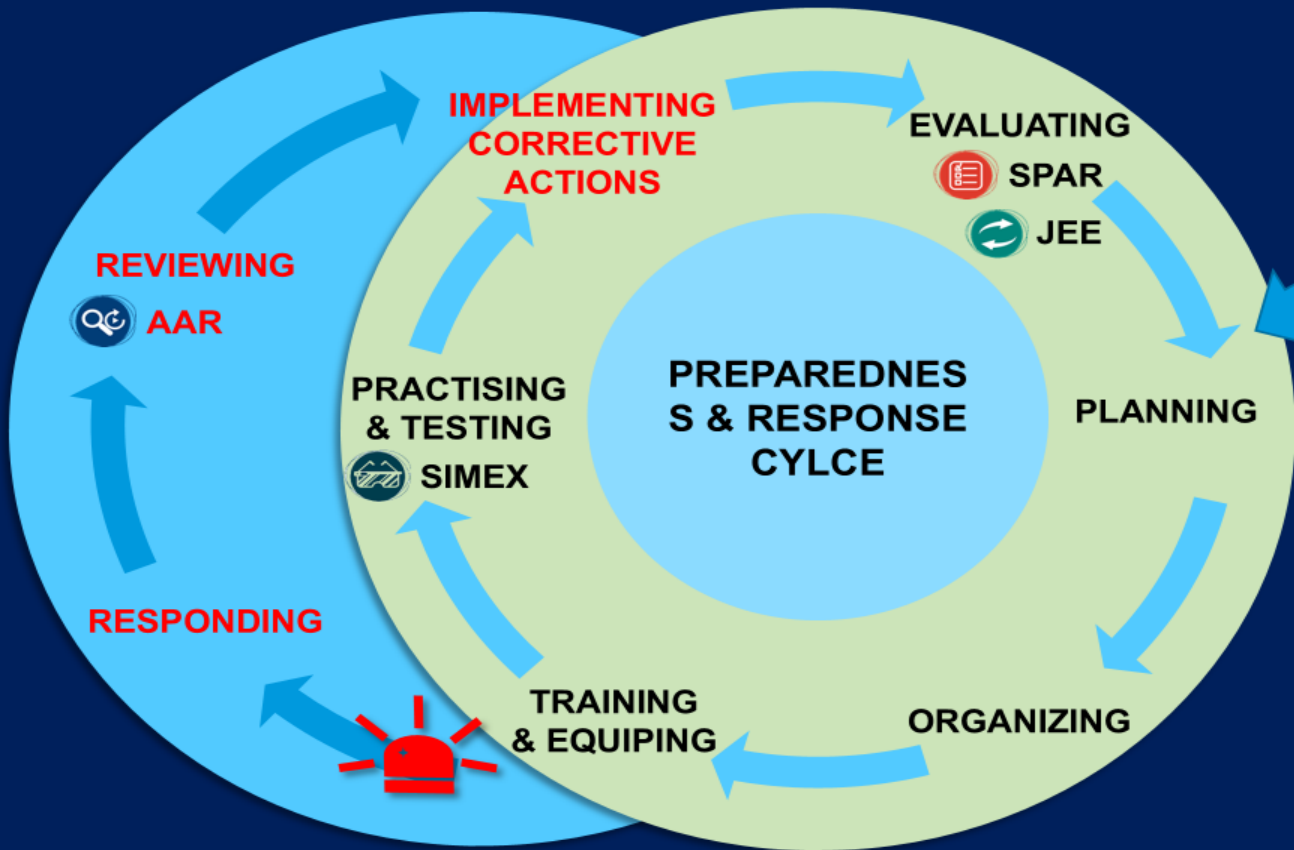 IMPLEMENTING
CORRECTIVE
ACTIONS
EVALUATING
SPAR
JEE
REVIEWING
AAR
PRACTISING
& TESTING
SIMEX
PREPAREDNES
S & RESPONSE
CYLCE
PLANNING
RESPONDING
TRAINING
& EQUIPING
ORGANIZING